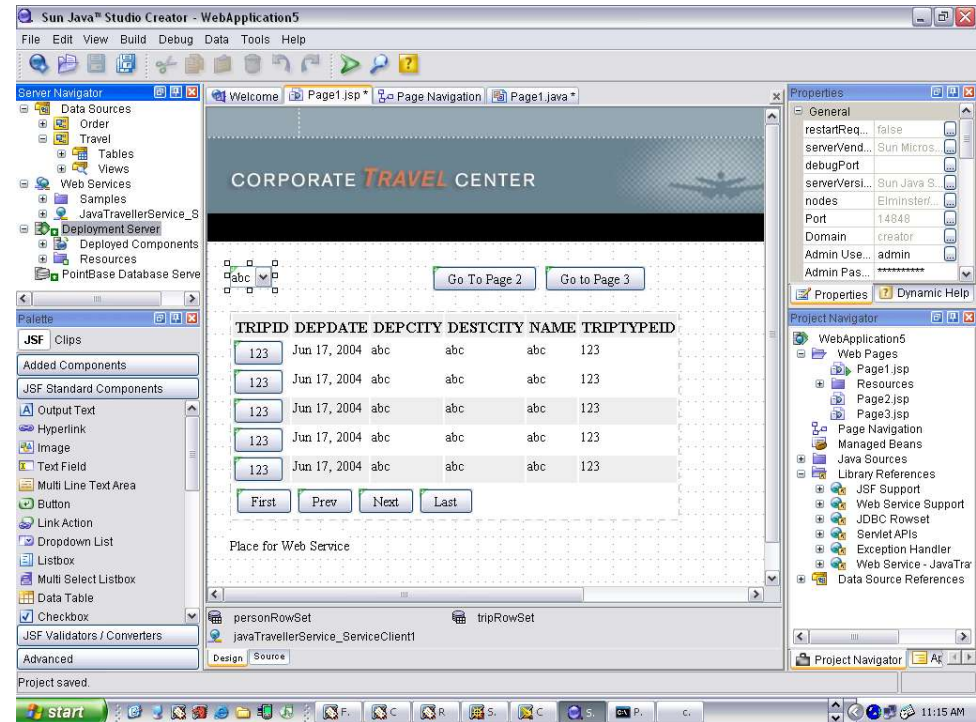 Sun Java™ Studio Creator - WebApplication5
File Edit View Build Debug Data Tools Help
Server Navigator
Data Sources
Order
Travel
Tables
Views
Web Services
Samples
JavaTravellerService_S
Deployment Server
Deployed Components
Resources
PointBase Database Serve
Palette
JSF Clips
Added Components
JSF Standard Components
Output Text
Hyperlink
Image
Text Field
Multi Line Text Area
Button
Link Action
Dropdown List
Listbox
Multi Select Listbox
Data Table
Checkbox
JSF Validators / Converters
Advanced
Project saved.
Welcome Page1.jsp * Page Navigation Page1.java *
CORPORATE TRAVEL CENTER
abc Go To Page 2 Go to Page 3
TRIPID DEPDATE DEPCITY DESTCITY NAME TRIPTYPEID
123 Jun 17, 2004 abc abc abc 123
123 Jun 17, 2004 abc abc abc 123
123 Jun 17, 2004 abc abc abc 123
123 Jun 17, 2004 abc abc abc 123
123 Jun 17, 2004 abc abc abc 123
First Prev Next Last
Place for Web Service
personRowSet tripRowSet
javaTravellerService_ServiceClient1
Design Source
Properties
General
restartReq... false
serverVend... Sun Micros...
debugPort
serverVersi... Sun Java S...
nodes Elminster/...
Port 14848
Domain creator
Admin Use... admin
Admin Pas... **********
Properties Dynamic Help
Project Navigator
WebApplication5
Web Pages
Page1.jsp
Resources
Page2.jsp
Page3.jsp
Page Navigation
Managed Beans
Java Sources
Library References
JSF Support
Web Service Support
JDBC Rowset
Servlet APIs
Exception Handler
Web Service - JavaTra
Data Source References
Project Navigator Ap
start F. C R S. C S. P. c. 11:15 AM